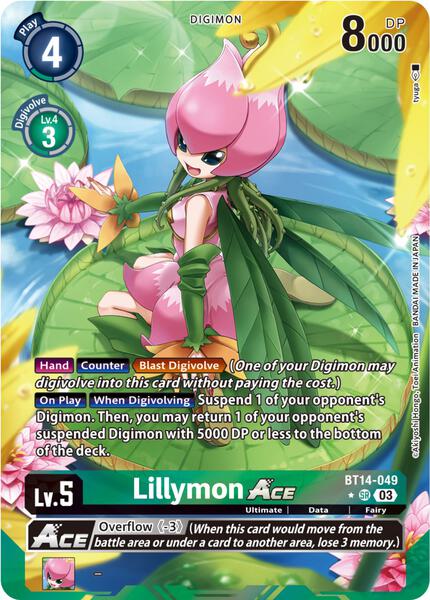 DIGIMON
Play
4
DP
8000
Digivolve
Lv.4
3
tyuga
©Akiyoshi Hongo, Toei Animation BANDAI MADE IN JAPAN
Hand Counter Blast Digivolve (One of your Digimon may
digivolve into this card without paying the cost.)
On Play When Digivolving Suspend 1 of your opponent's
Digimon. Then, you may return 1 of your opponent's
suspended Digimon with 5000 DP or less to the bottom
of the deck.
Lv.5
Lillymon ACE
BT14-049
SR 03
Ultimate | Data | Fairy
ACE Overflow《-3》(When this card would move from the
battle area or under a card to another area, lose 3 memory.)
-